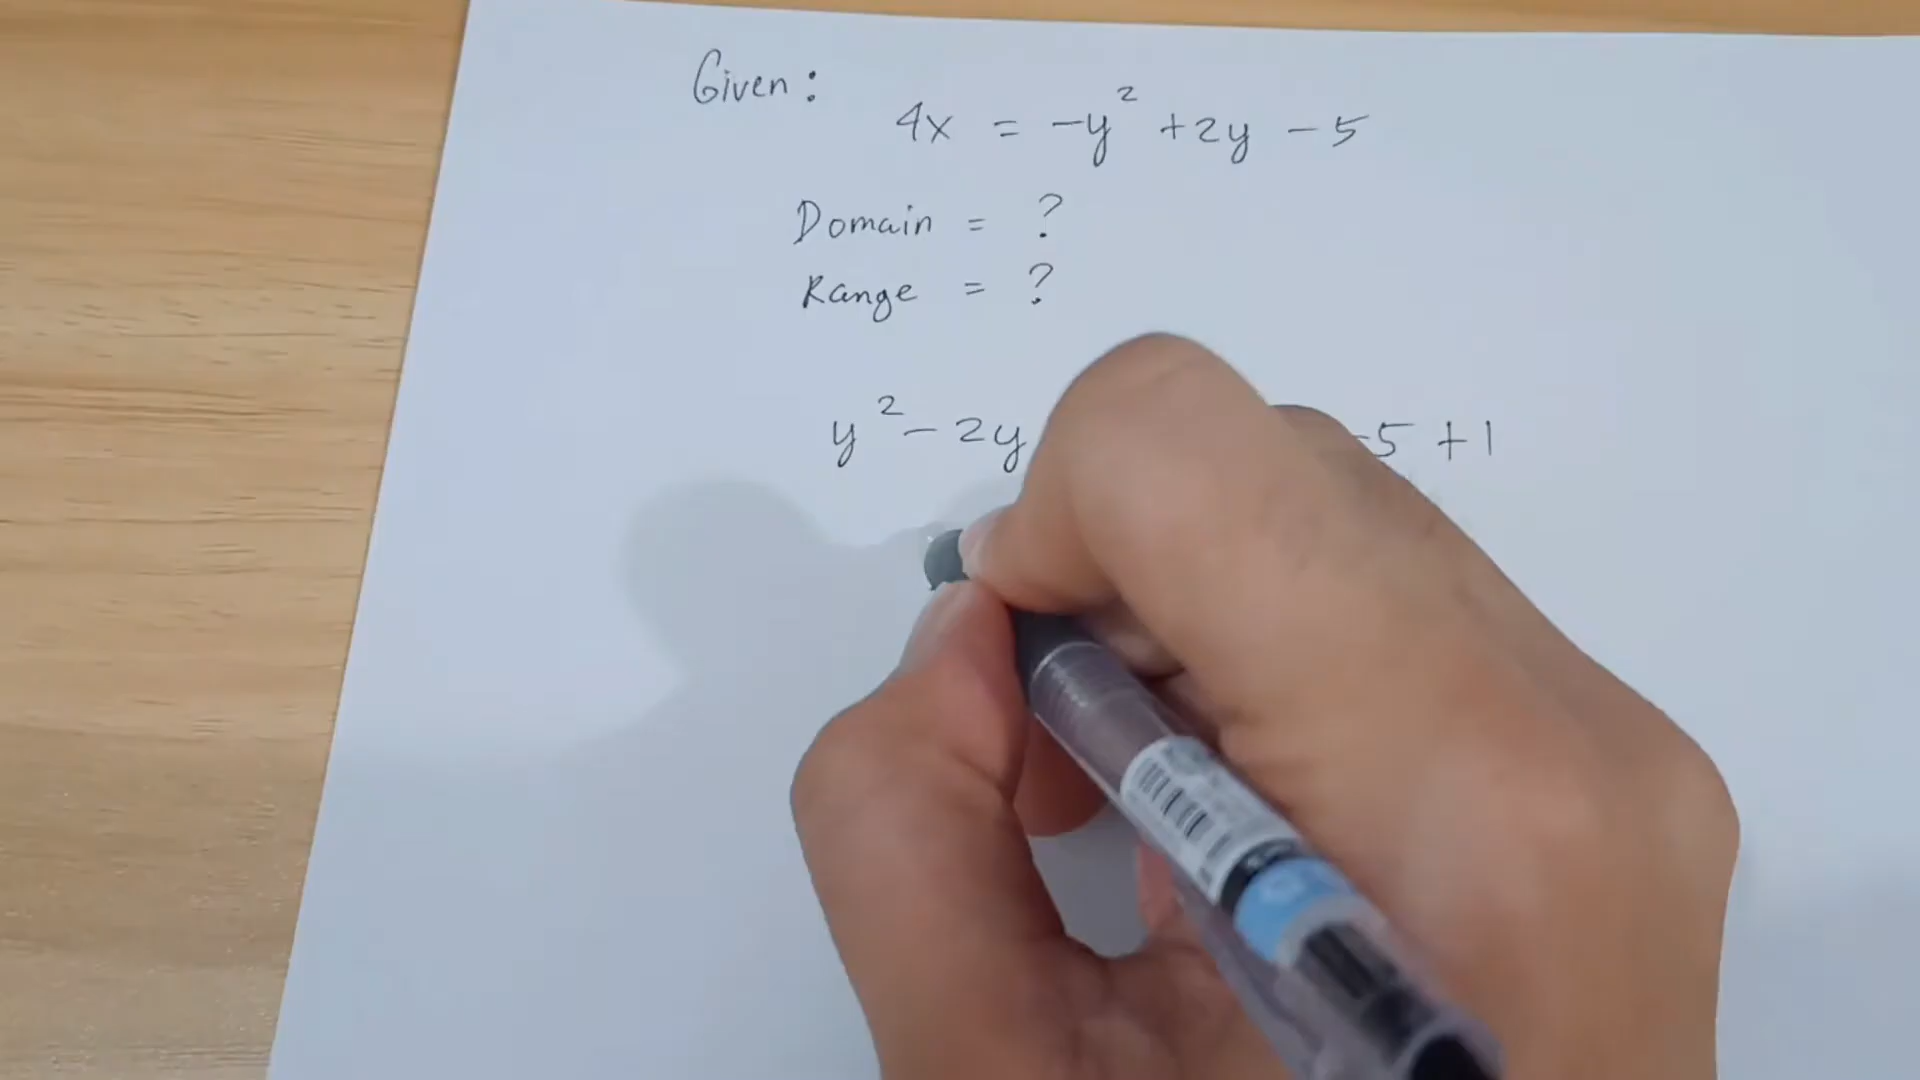 Given:
4x = -y² + 2y - 5
Domain = ?
Range = ?
y² - 2y -5 + 1